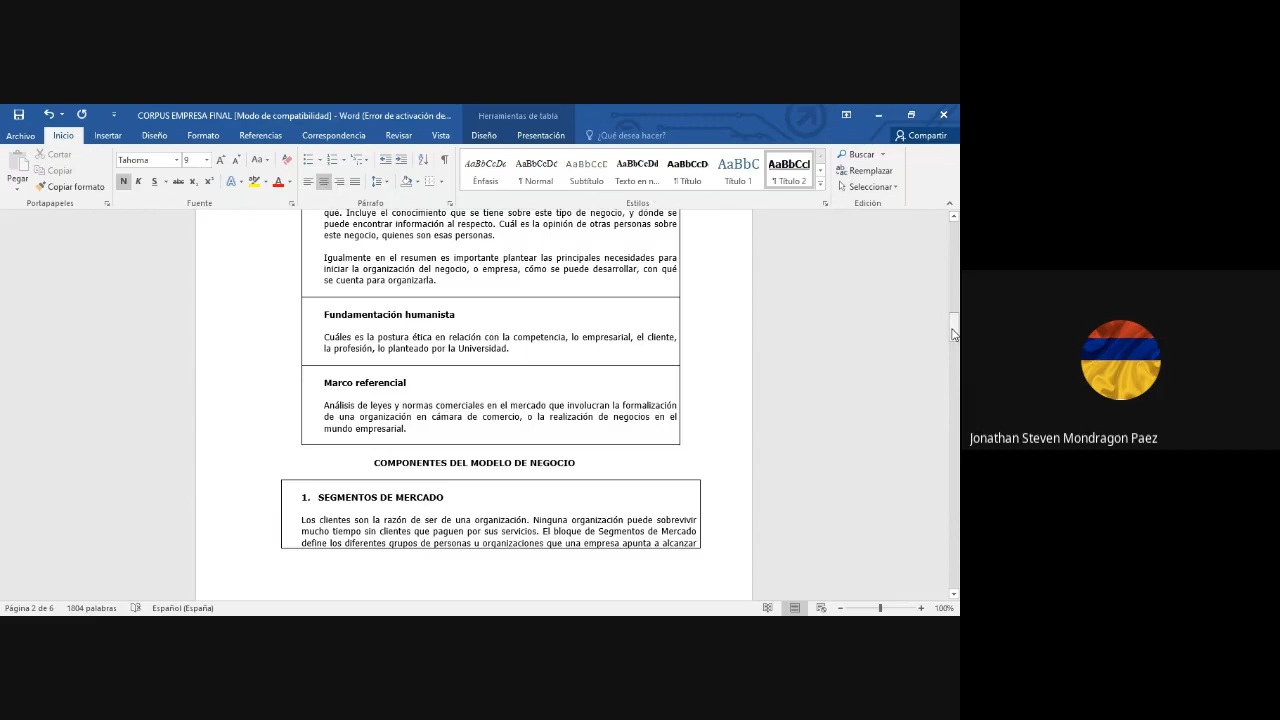 CORPUS EMPRESA FINAL [Modo de compatibilidad] - Word (Error de activación de...
Herramientas de tabla
Archivo Inicio Insertar Diseño Formato Referencias Correspondencia Revisar Vista Diseño Presentación ¿Qué desea hacer? Compartir
Pegar
Cortar
Copiar
Copiar formato
Portapapeles
Tahoma 9
Fuente
Párrafo
AaBbCcDc AaBbCcDc AaBbCcD AaBbCcDd AaBbCcD AaBbC AaBbCcI
Énfasis ¶ Normal Subtítulo Texto en n... ¶ Título Título 1 ¶ Título 2
Estilos
Buscar
Reemplazar
Seleccionar
Edición
qué. Incluye el conocimiento que se tiene sobre este tipo de negocio, y dónde se
puede encontrar información al respecto. Cuál es la opinión de otras personas sobre
este negocio, quienes son esas personas.
Igualmente en el resumen es importante plantear las principales necesidades para
iniciar la organización del negocio, o empresa, cómo se puede desarrollar, con qué
se cuenta para organizarla.
Fundamentación humanista
Cuáles es la postura ética en relación con la competencia, lo empresarial, el cliente,
la profesión, lo planteado por la Universidad.
Marco referencial
Análisis de leyes y normas comerciales en el mercado que involucran la formalización
de una organización en cámara de comercio, o la realización de negocios en el
mundo empresarial.
COMPONENTES DEL MODELO DE NEGOCIO
1. SEGMENTOS DE MERCADO
Los clientes son la razón de ser de una organización. Ninguna organización puede sobrevivir
mucho tiempo sin clientes que paguen por sus servicios. El bloque de Segmentos de Mercado
define los diferentes grupos de personas u organizaciones que una empresa apunta a alcanzar
Página 2 de 6 1804 palabras Español (España) 100%
Jonathan Steven Mondragon Paez